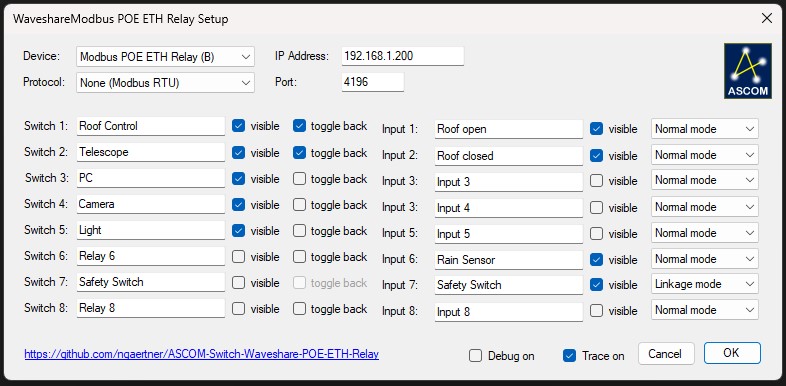 WaveshareModbus POE ETH Relay Setup
Device: Modbus POE ETH Relay (B) IP Address: 192.168.1.200
Protocol: None (Modbus RTU) Port: 4196
ASCOM
Switch 1: Roof Control visible toggle back Input 1: Roof open visible Normal mode
Switch 2: Telescope visible toggle back Input 2: Roof closed visible Normal mode
Switch 3: PC visible toggle back Input 3: Input 3 visible Normal mode
Switch 4: Camera visible toggle back Input 3: Input 4 visible Normal mode
Switch 5: Light visible toggle back Input 5: Input 5 visible Normal mode
Switch 6: Relay 6 visible toggle back Input 6: Rain Sensor visible Normal mode
Switch 7: Safety Switch visible toggle back Input 7: Safety Switch visible Linkage mode
Switch 8: Relay 8 visible toggle back Input 8: Input 8 visible Normal mode
https://github.com/ngaertner/ASCOM-Switch-Waveshare-POE-ETH-Relay Debug on Trace on Cancel OK